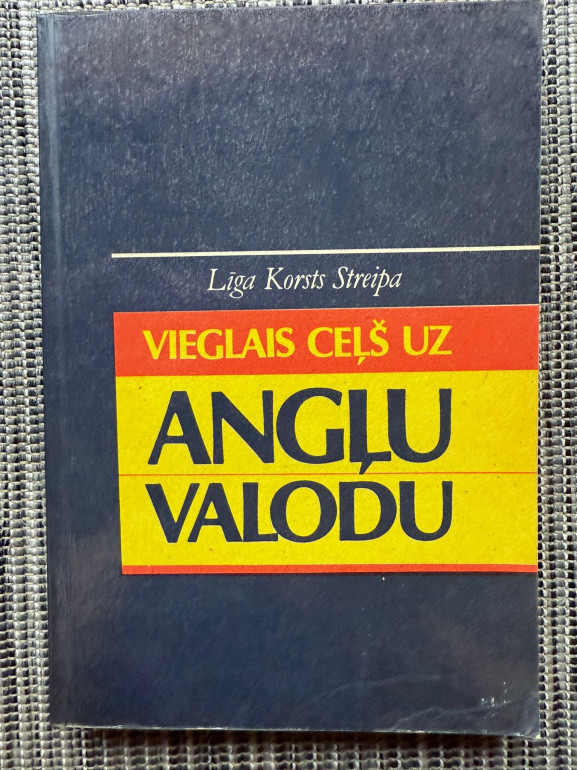 Līga Korsts Streipa
VIEGLAIS CEĻŠ UZ
ANGĻU
VALODU